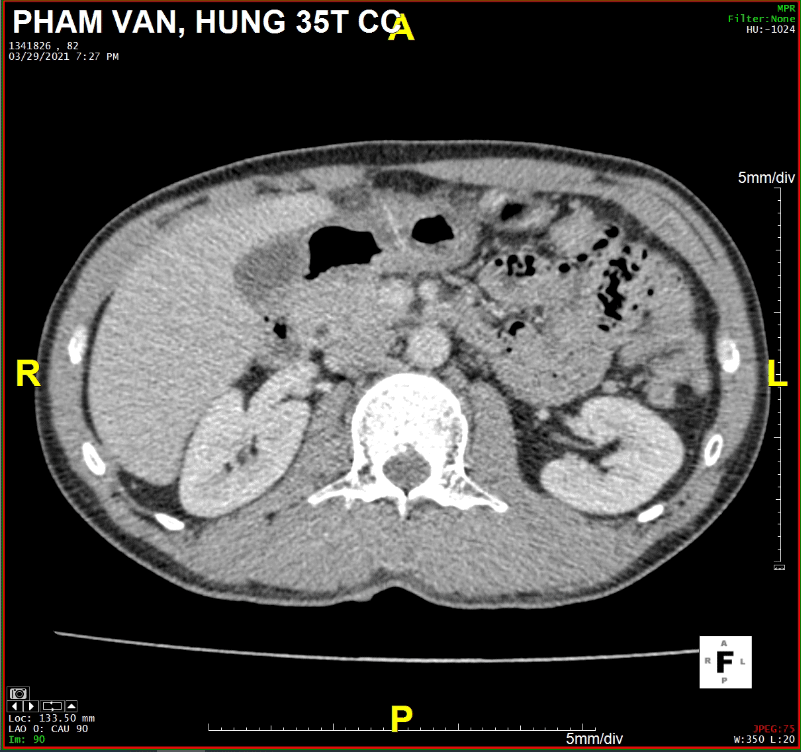 PHAM VAN, HUNG 35T CO
A
MPR
Filter:None
HU:-1024
1341826 , 82
03/29/2021 7:27 PM
5mm/div
R
L
A
R F L
P
Loc: 133.50 mm
LAO 0: CAU 90
Im: 90
P
5mm/div
JPEG:75
W:350 L:20